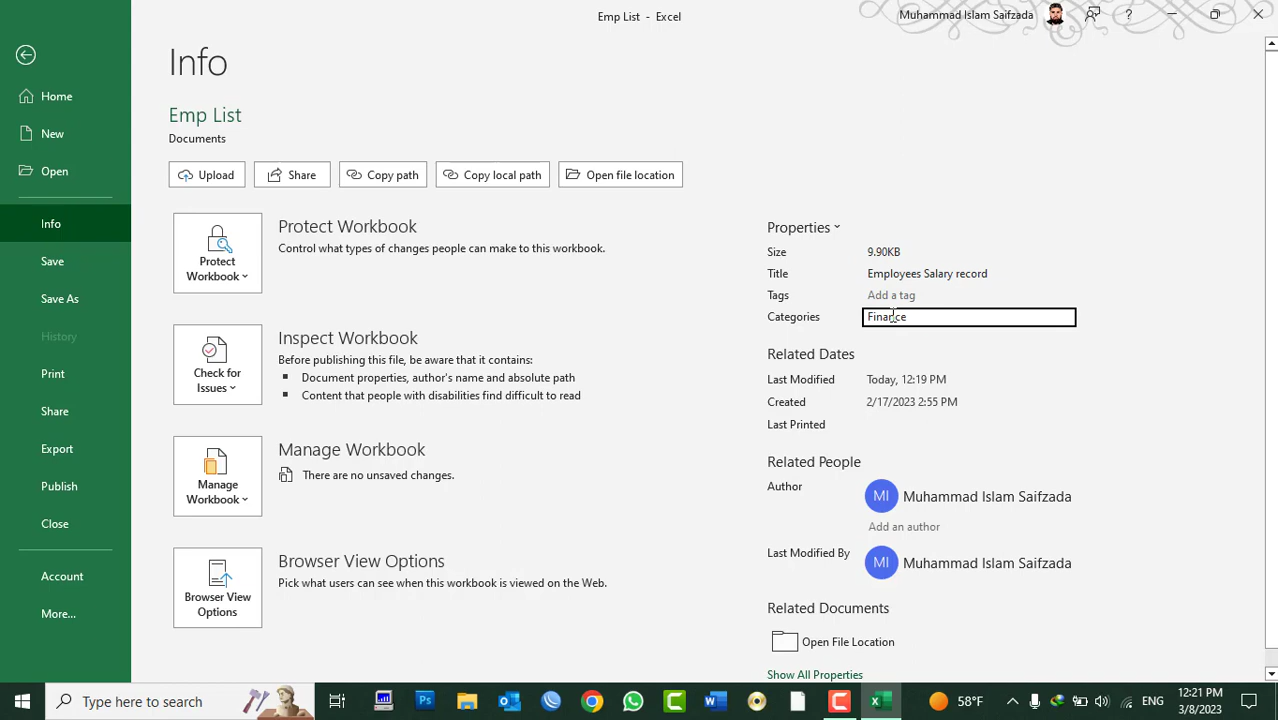 Emp List - Excel
Muhammad Islam Saifzada
?
Info
Home
New
Open
Info
Save
Save As
History
Print
Share
Export
Publish
Close
Account
More...
Emp List
Documents
Upload
Share
Copy path
Copy local path
Open file location
Protect Workbook
Protect Workbook
Control what types of changes people can make to this workbook.
Check for Issues
Inspect Workbook
Before publishing this file, be aware that it contains:
Document properties, author's name and absolute path
Content that people with disabilities find difficult to read
Manage Workbook
Manage Workbook
There are no unsaved changes.
Browser View Options
Browser View Options
Pick what users can see when this workbook is viewed on the Web.
Properties
Size 9.90KB
Title Employees Salary record
Tags Add a tag
Categories Finance
Related Dates
Last Modified Today, 12:19 PM
Created 2/17/2023 2:55 PM
Last Printed
Related People
Author MI Muhammad Islam Saifzada
Add an author
Last Modified By MI Muhammad Islam Saifzada
Related Documents
Open File Location
Show All Properties
Type here to search
Ps
58°F
ENG
12:21 PM
3/8/2023